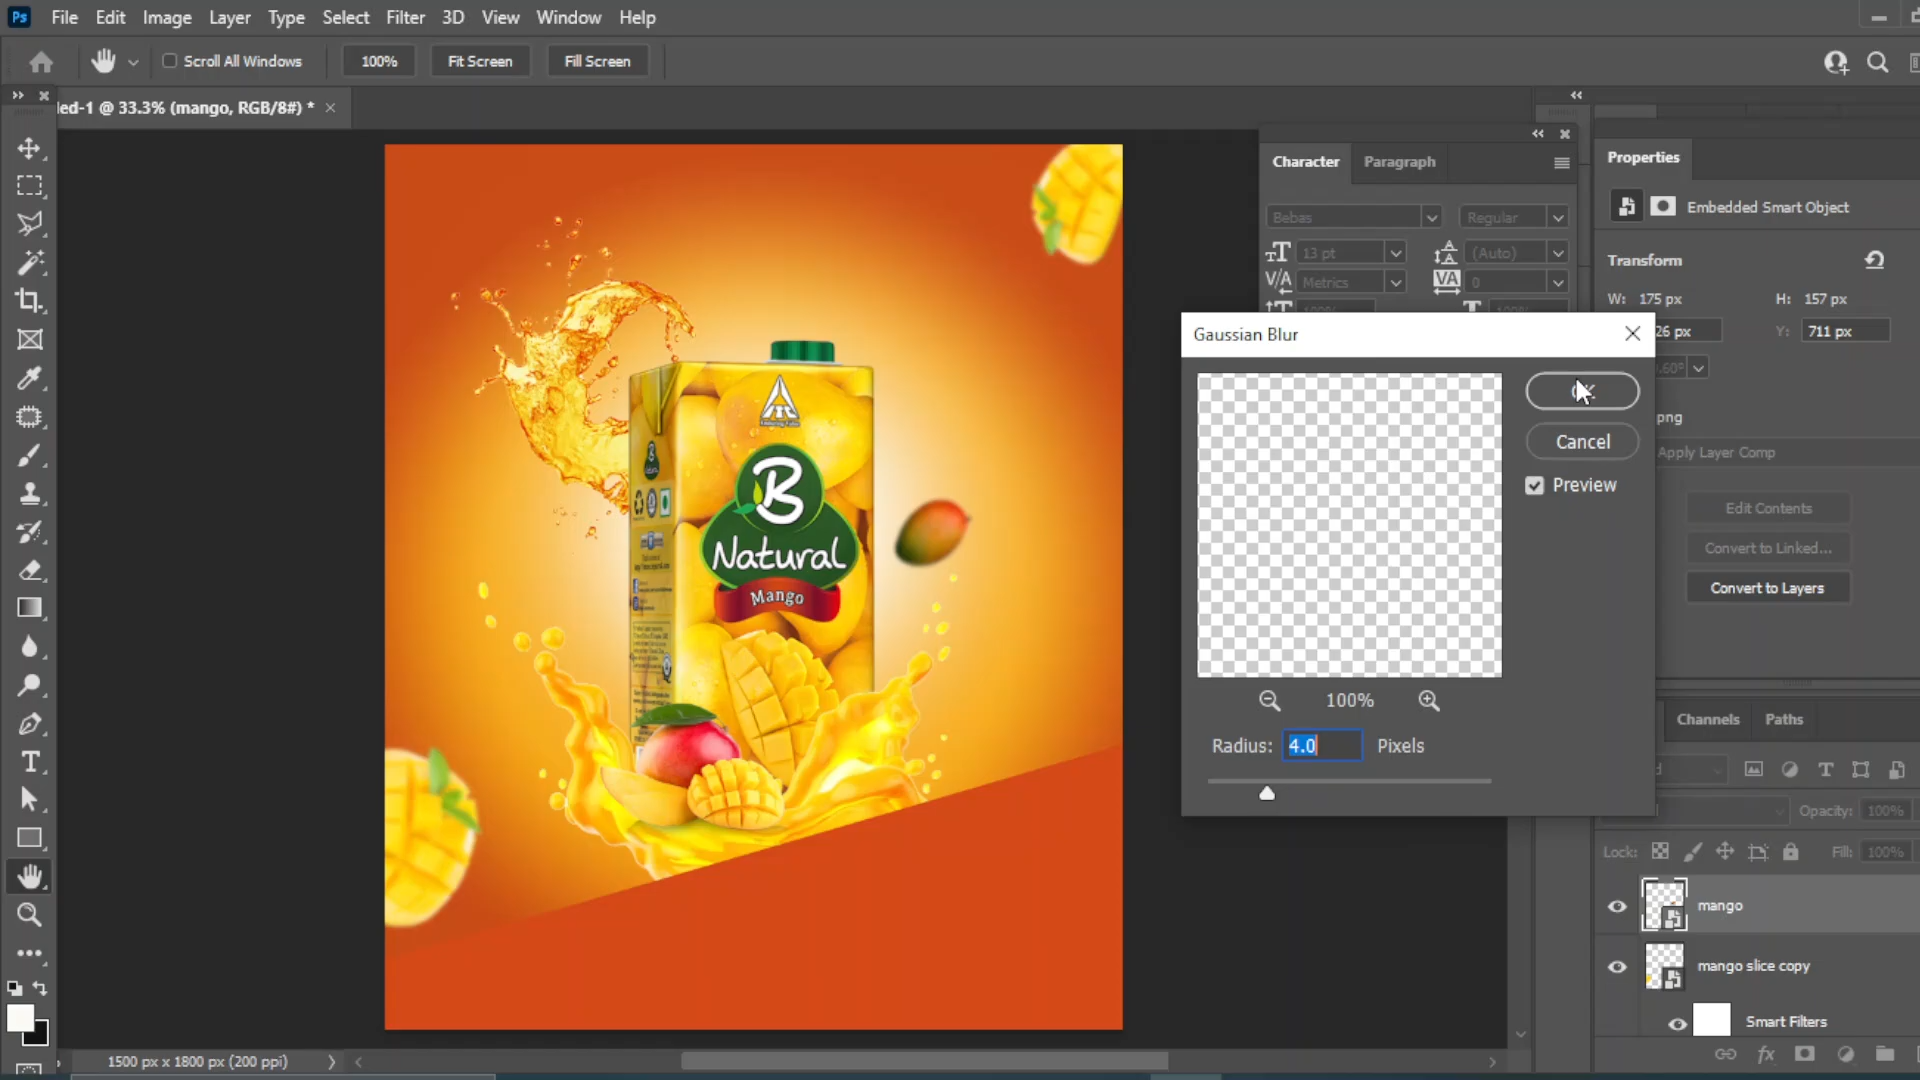 Ps File Edit Image Layer Type Select Filter 3D View Window Help
Scroll All Windows 100% Fit Screen Fill Screen
led-1 @ 33.3% (mango, RGB/8#) * ×
Character Paragraph
Bebas Regular
13 pt (Auto)
Metrics 0
Properties
Embedded Smart Object
Transform
W: 175 px H: 157 px
26 px Y: 711 px
.60°
png
Apply Layer Comp
Edit Contents
Convert to Linked...
Convert to Layers
Gaussian Blur
Cancel
Preview
100%
Radius: 4.0 Pixels
B
Natural
Mango
Channels Paths
Opacity: 100%
Lock: Fill: 100%
mango
mango slice copy
Smart Filters
1500 px x 1800 px (200 ppi)